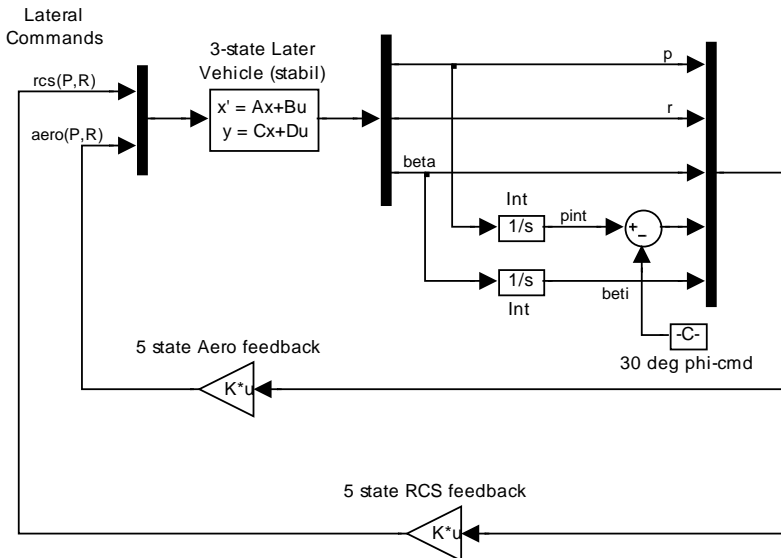 Lateral
Commands
3-state Later
Vehicle (stabil)
rcs(P,R)
aero(P,R)
x' = Ax+Bu
y = Cx+Du
p
r
beta
Int
1/s
pint
+
−
1/s
beti
Int
-C-
30 deg phi-cmd
5 state Aero feedback
K*u
5 state RCS feedback
K*u